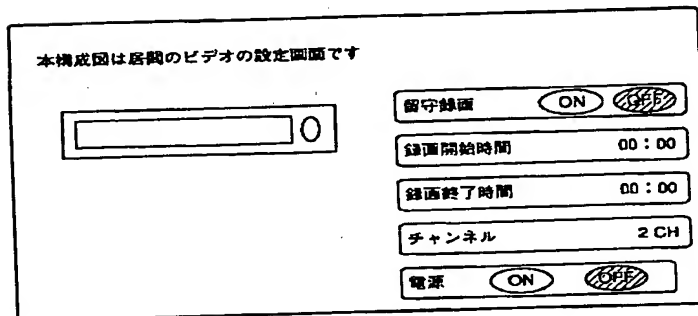 本構成図は居間のビデオの設定画面です
留守録画 ON OFF
録画開始時間 00：00
録画終了時間 00：00
チャンネル 2 CH
電源 ON OFF